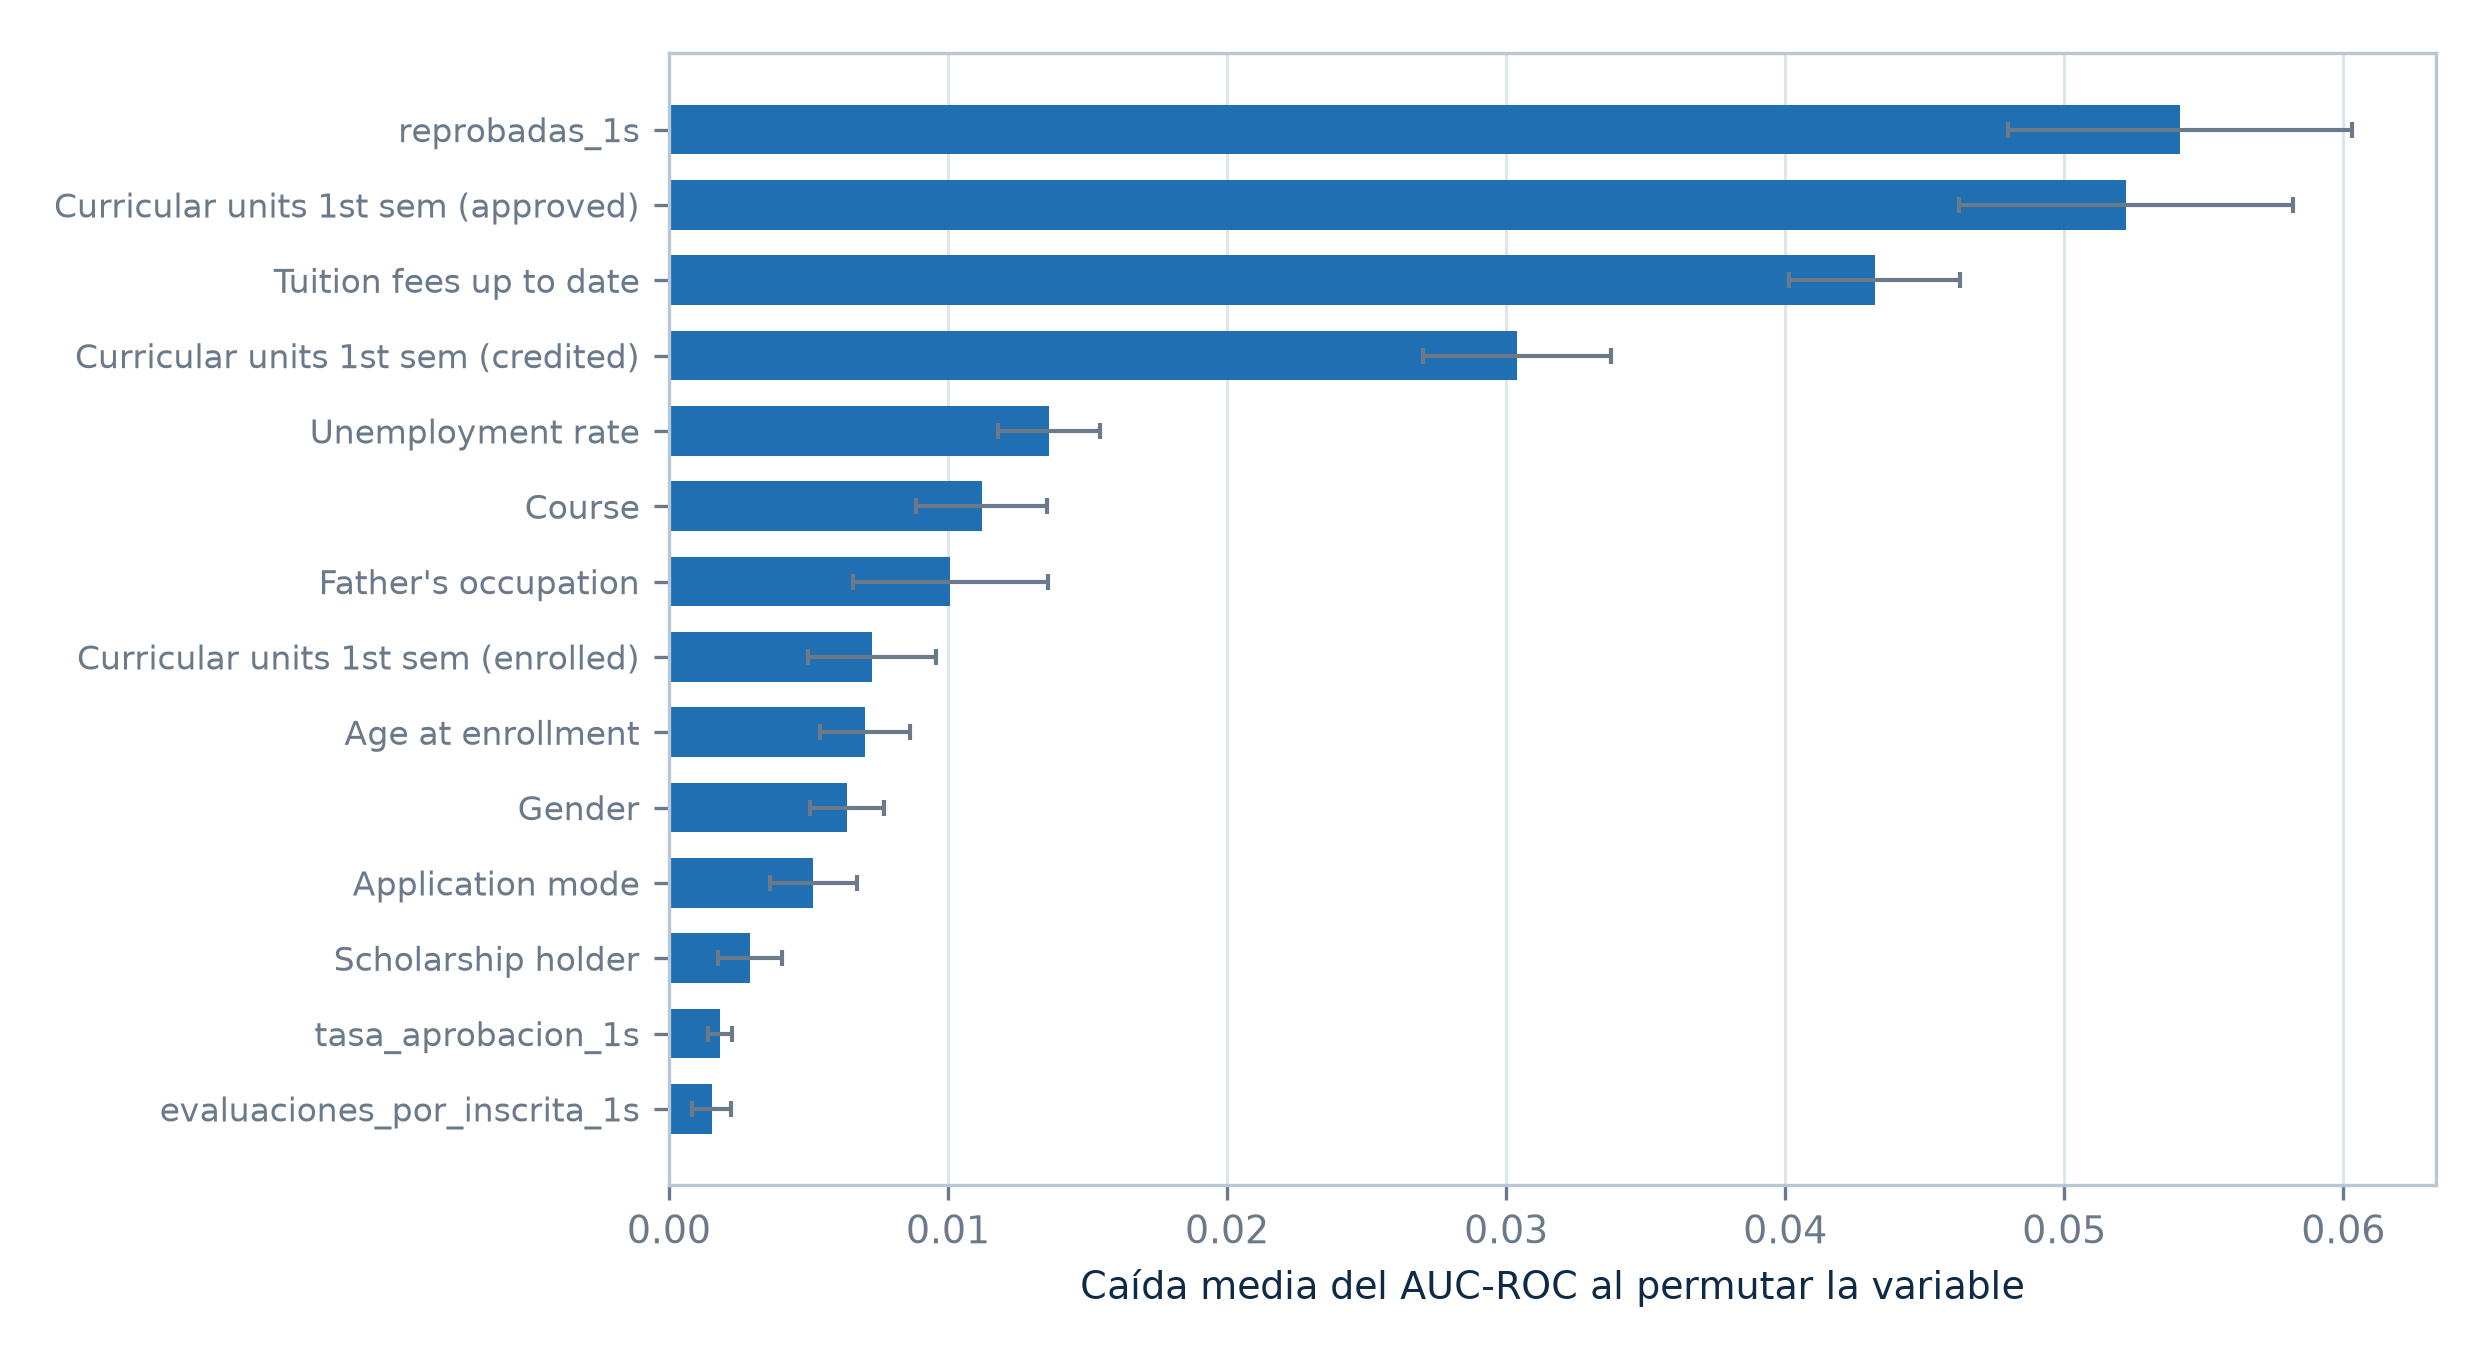 reprobadas_1s
Curricular units 1st sem (approved)
Tuition fees up to date
Curricular units 1st sem (credited)
Unemployment rate
Course
Father's occupation
Curricular units 1st sem (enrolled)
Age at enrollment
Gender
Application mode
Scholarship holder
tasa_aprobacion_1s
evaluaciones_por_inscrita_1s
0.00 0.01 0.02 0.03 0.04 0.05 0.06
Caída media del AUC-ROC al permutar la variable